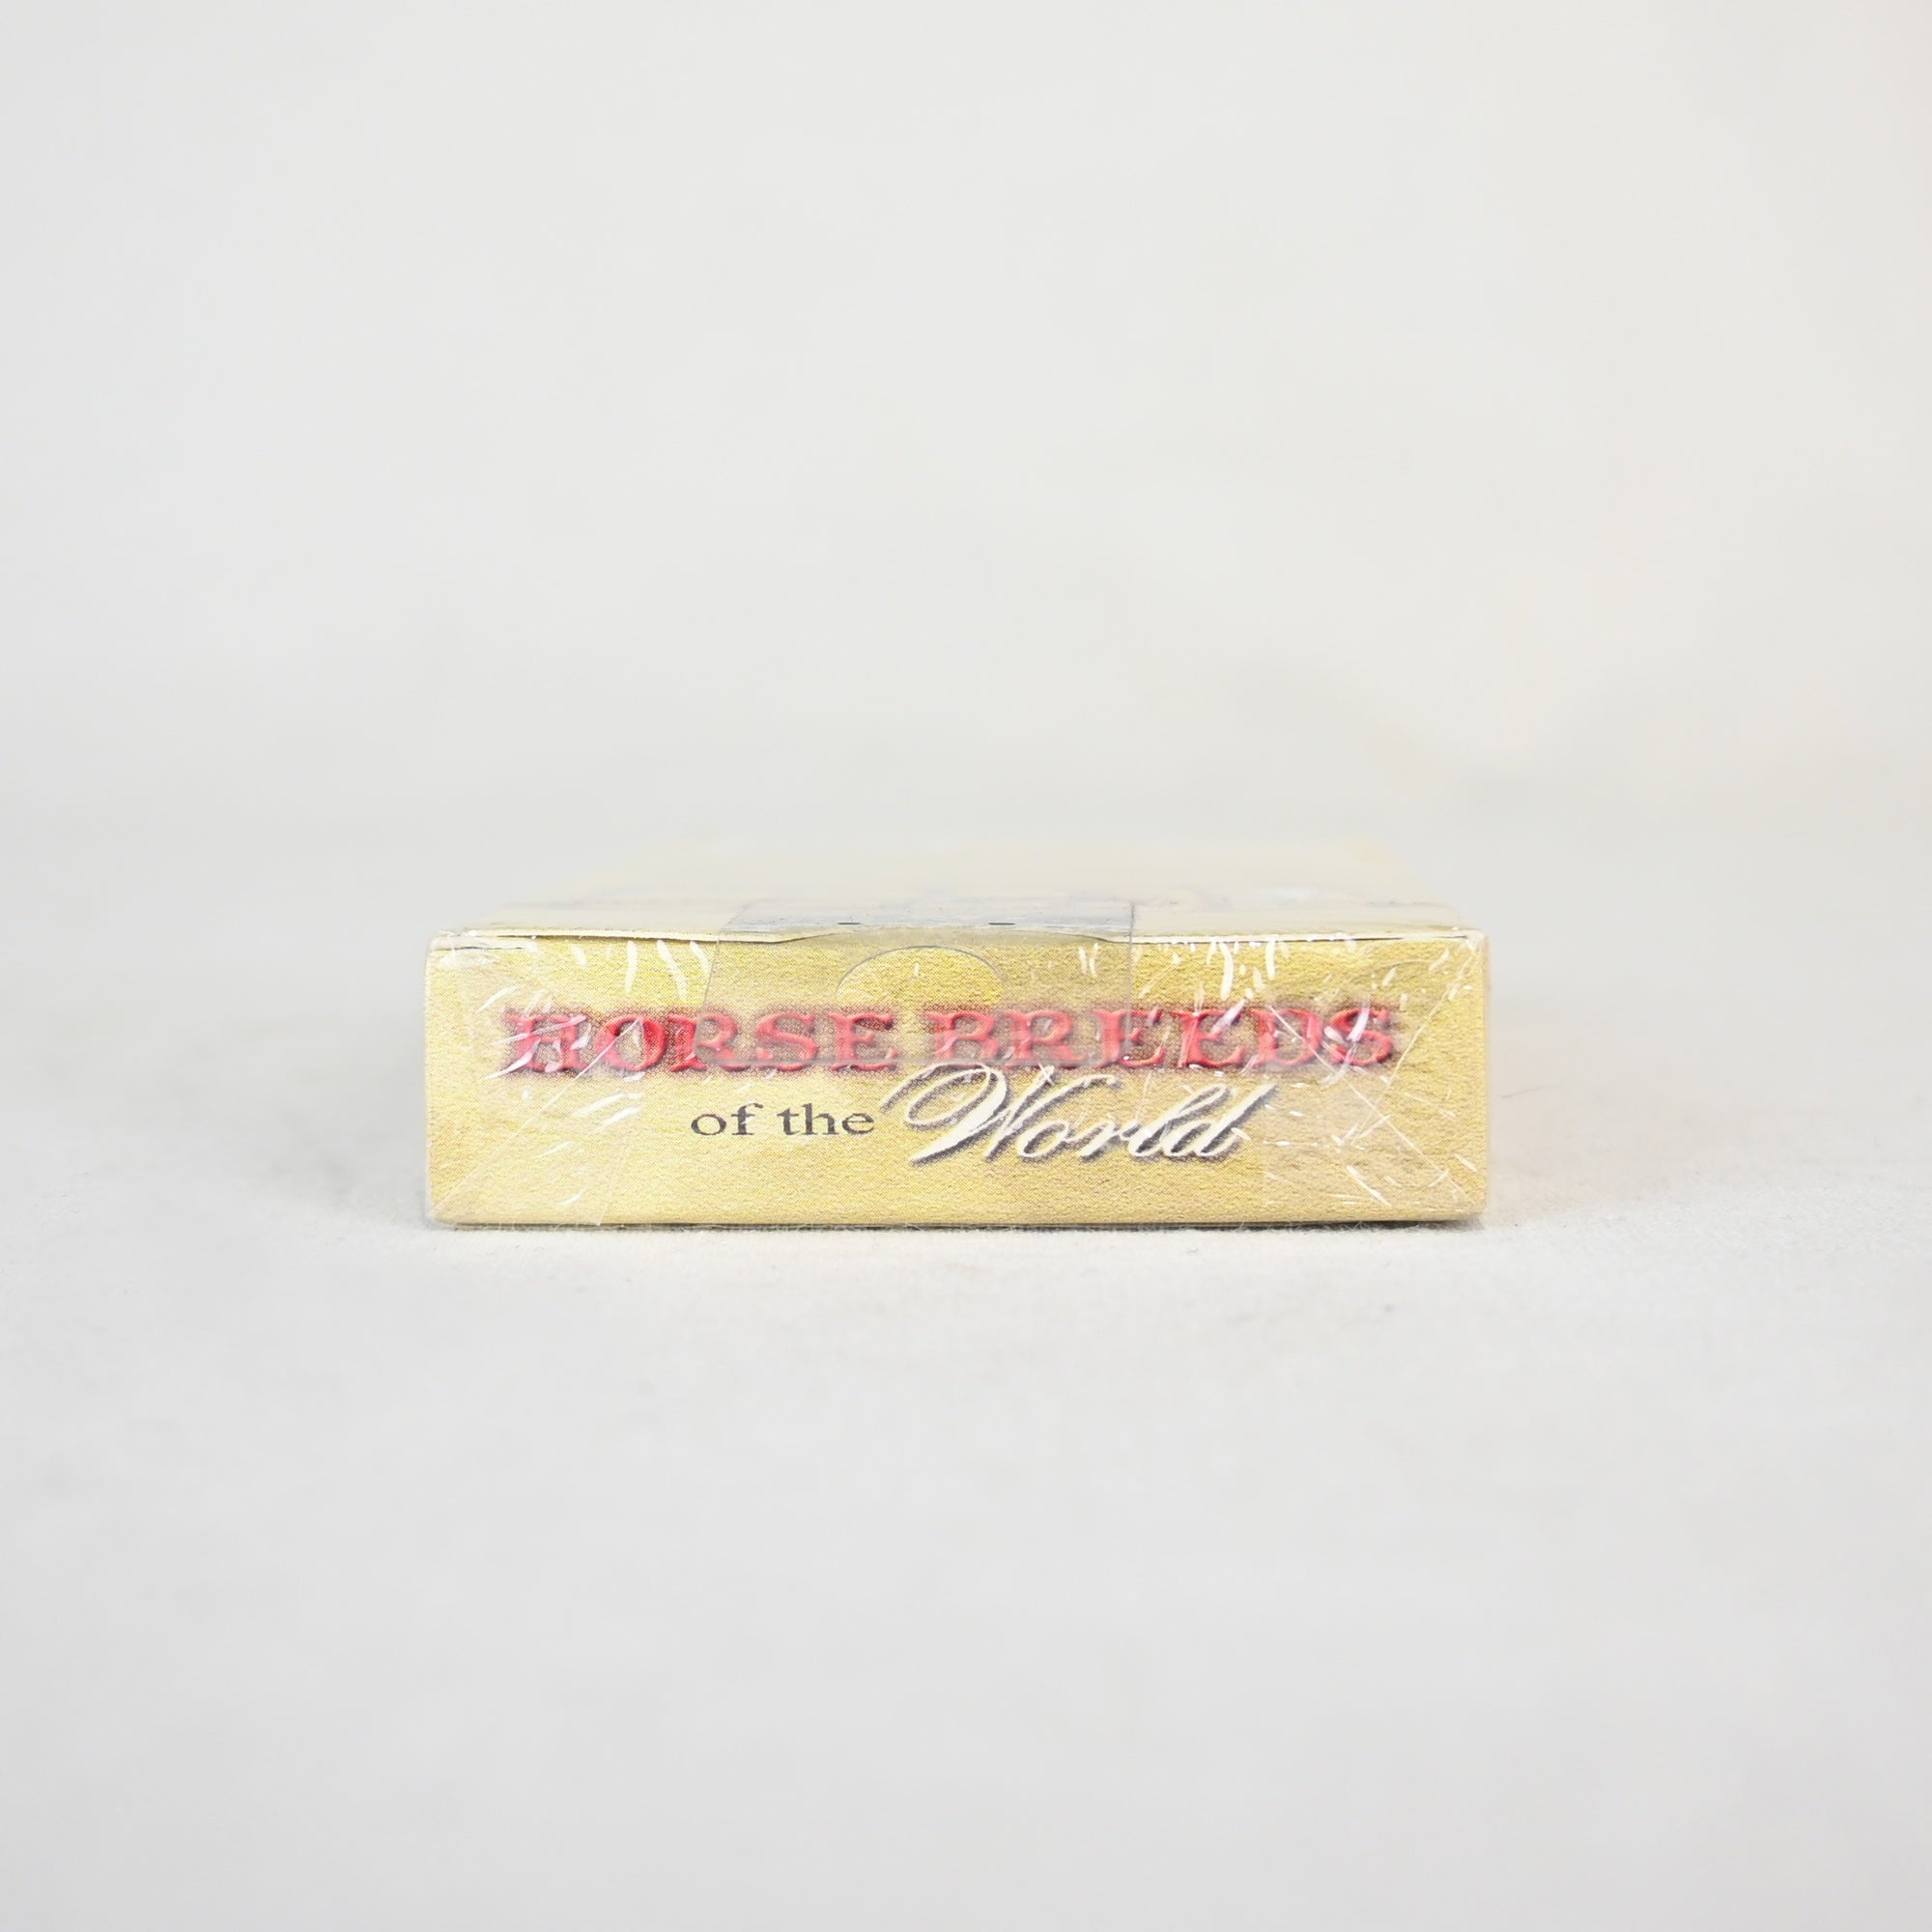 HORSE BREEDS
of the World